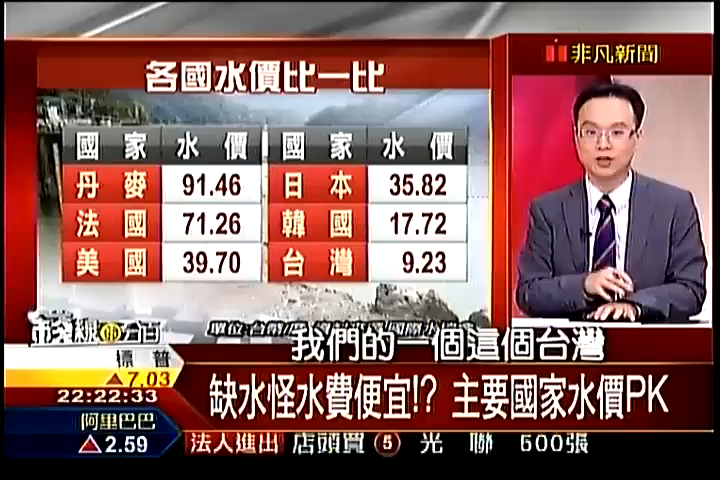 非凡新聞
各國水價比一比
國家 水價 國家 水價
丹麥 91.46 日本 35.82
法國 71.26 韓國 17.72
美國 39.70 台灣 9.23
我們的一個這個台灣
標普
▲7.03
22:22:33
缺水怪水費便宜!? 主要國家水價PK
阿里巴巴
▲2.59
法人進出 店頭買 5 光聯 500張